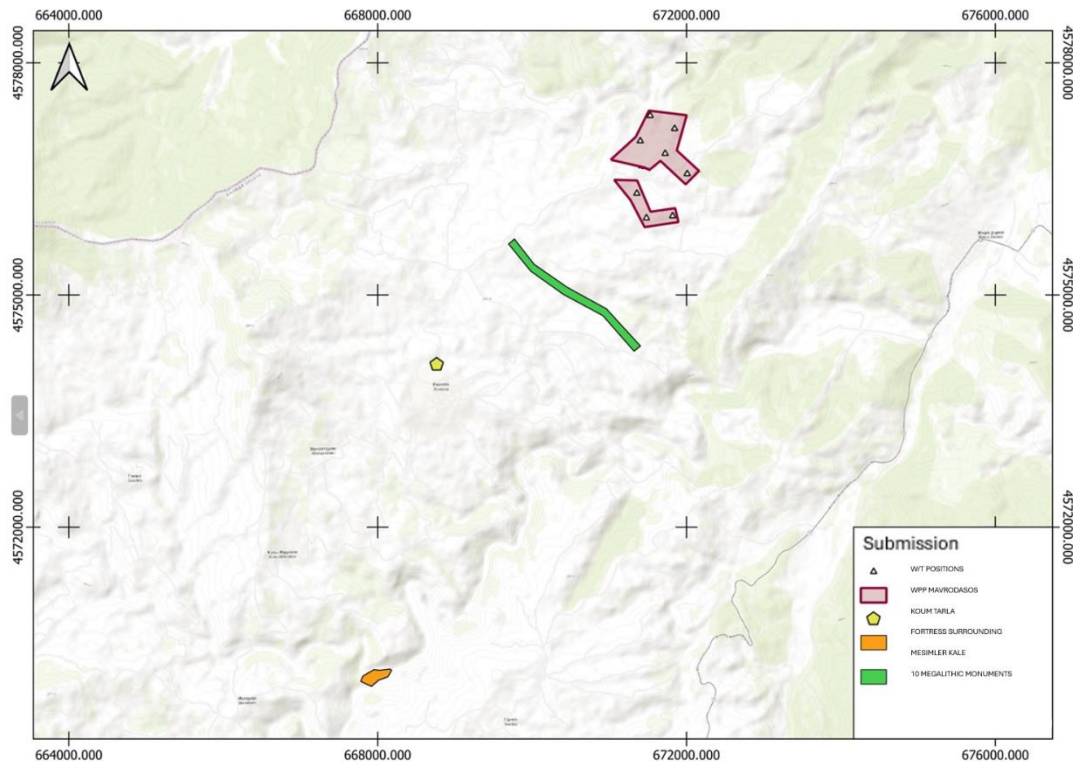 664000.000 668000.000 672000.000 676000.000
4578000.000 4578000.000
4575000.000 4575000.000
4572000.000 4572000.000
Submission
W/T POSITIONS
WPP MAVRODASOS
KOUM TARLA
FORTRESS SURROUNDING
MESIMLER KALE
10 MEGALITHIC MONUMENTS
664000.000 668000.000 672000.000 676000.000